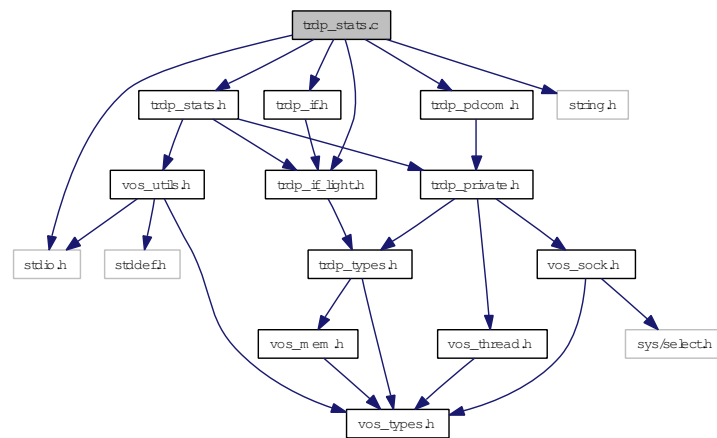 trdp_stats.c
trdp_stats.h
trdp_if.h
trdp_pdcom.h
string.h
vos_utils.h
trdp_if_light.h
trdp_private.h
stdio.h
stddef.h
trdp_types.h
vos_sock.h
vos_mem.h
vos_thread.h
sys/select.h
vos_types.h